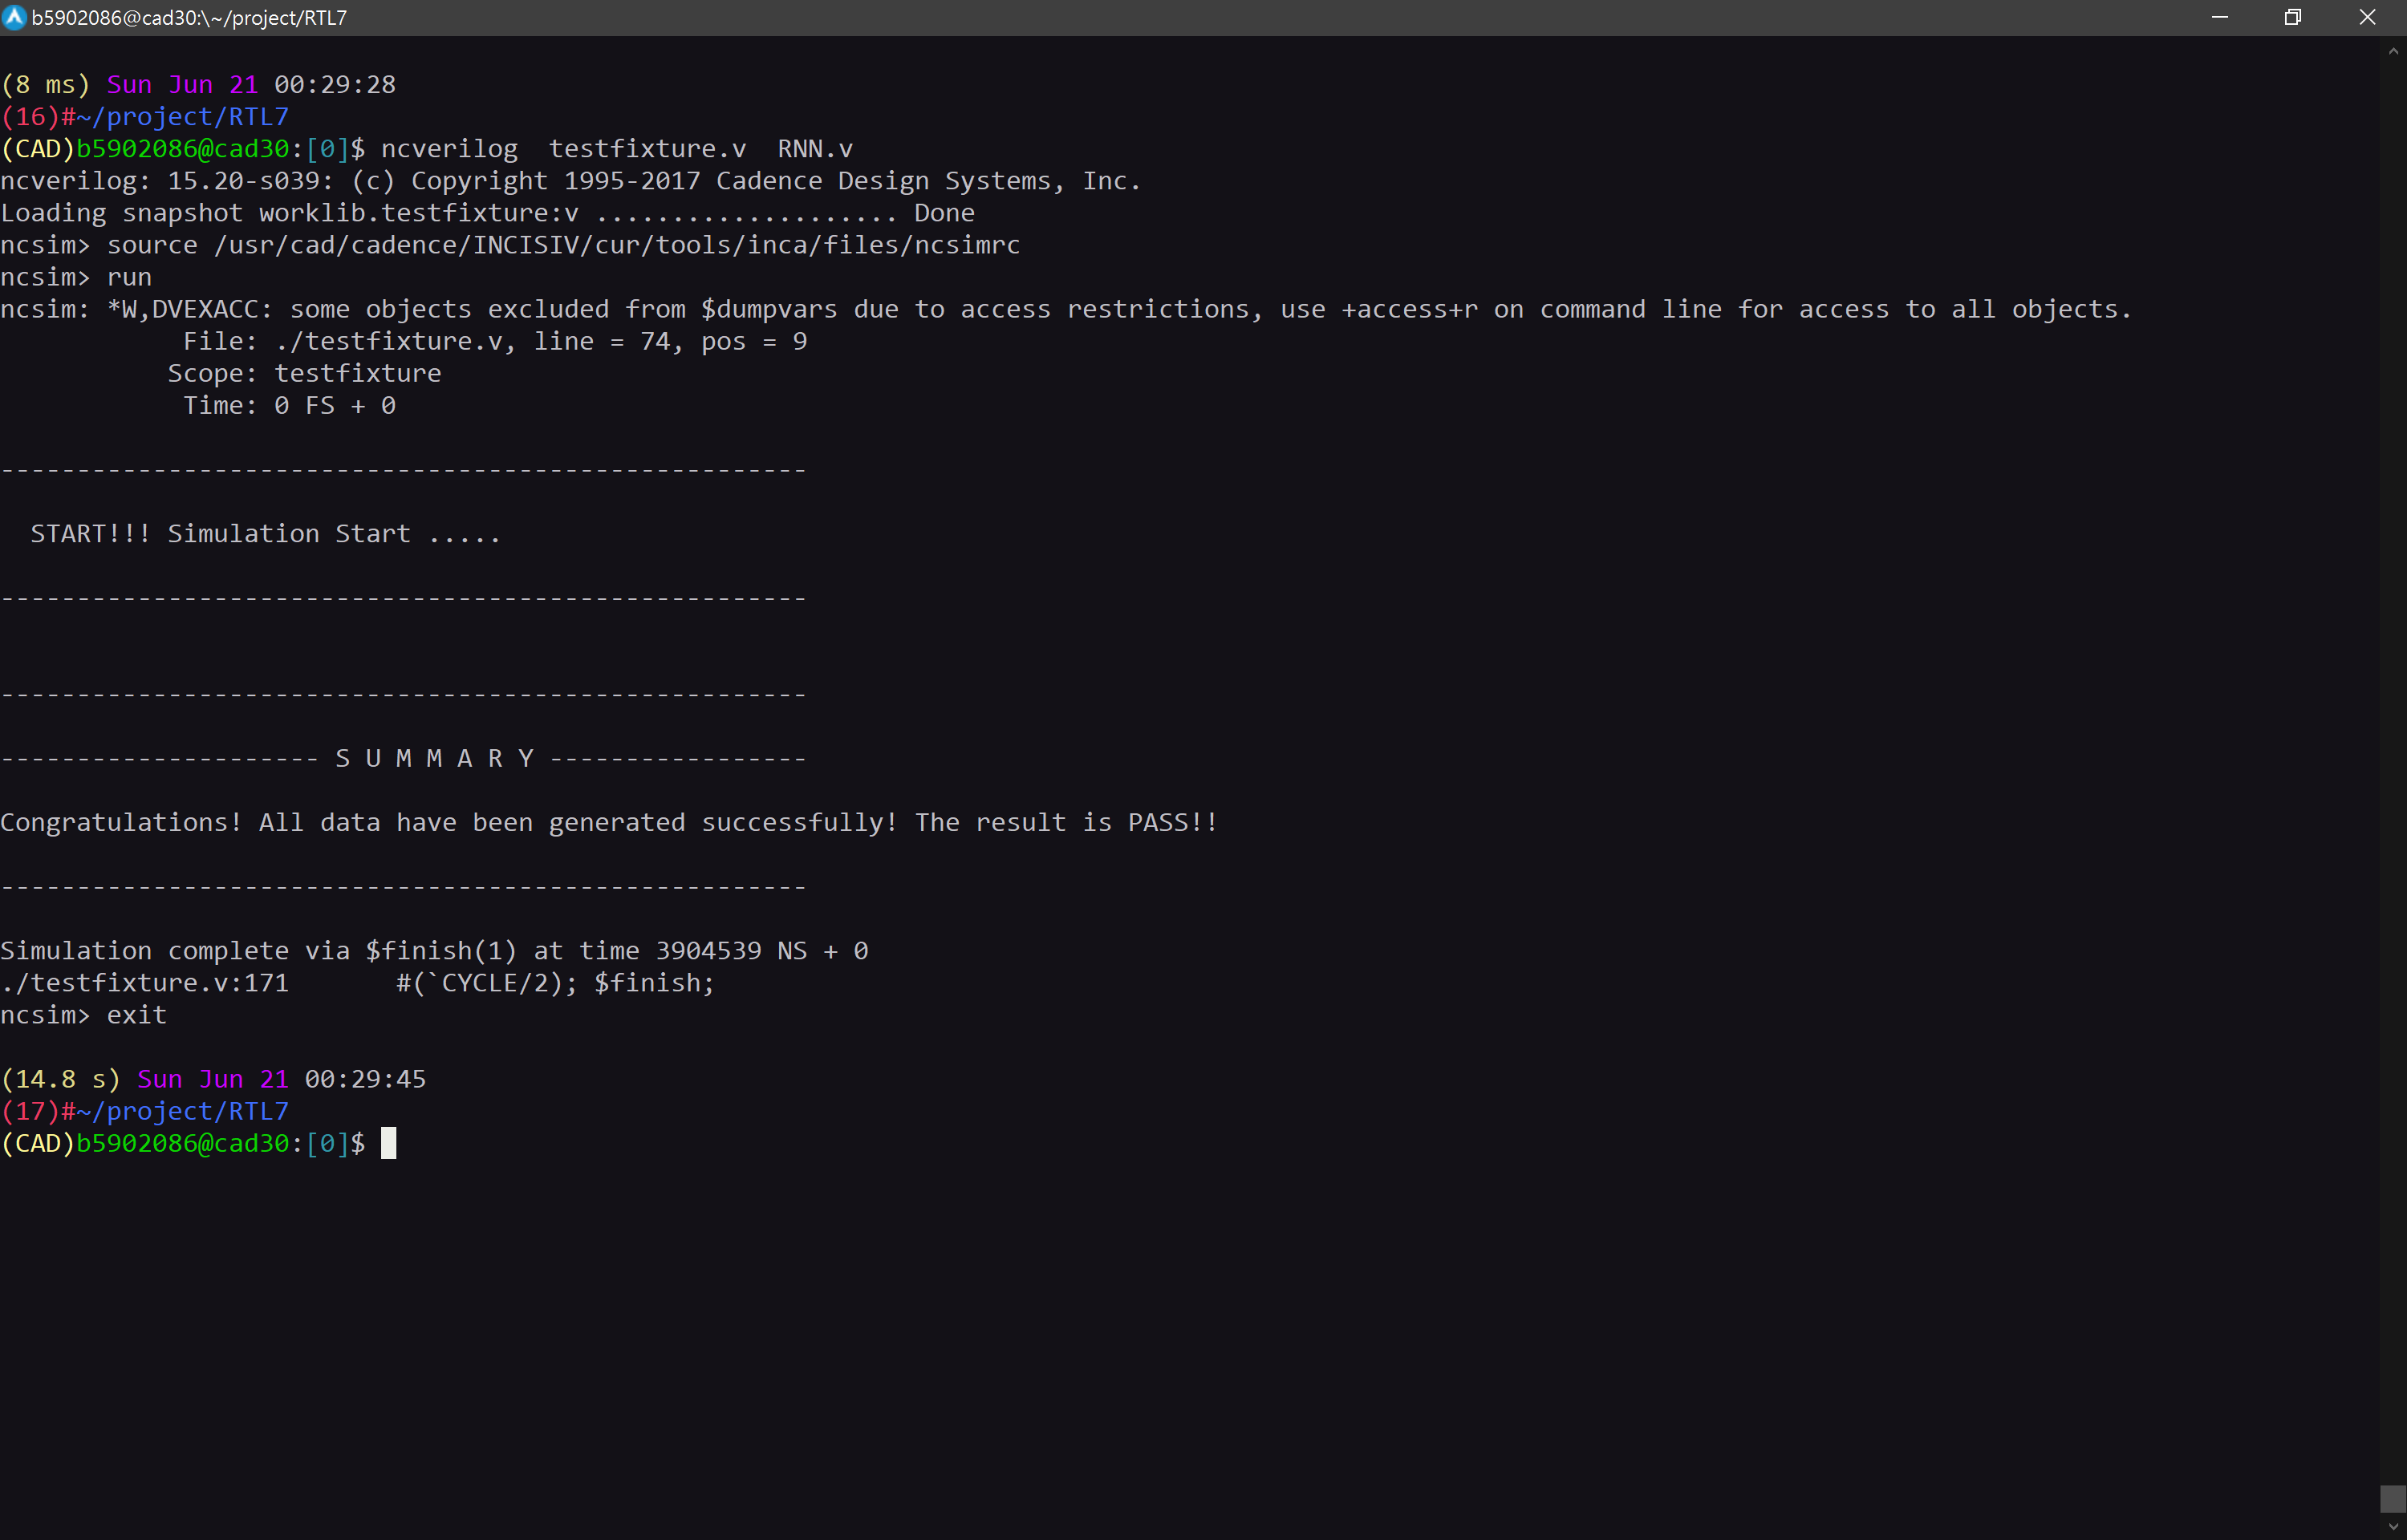 b5902086@cad30:\~/project/RTL7
(8 ms) Sun Jun 21 00:29:28
(16)#~/project/RTL7
(CAD)b5902086@cad30:[0]$ ncverilog  testfixture.v  RNN.v
ncverilog: 15.20-s039: (c) Copyright 1995-2017 Cadence Design Systems, Inc.
Loading snapshot worklib.testfixture:v .................... Done
ncsim> source /usr/cad/cadence/INCISIV/cur/tools/inca/files/ncsimrc
ncsim> run
ncsim: *W,DVEXACC: some objects excluded from $dumpvars due to access restrictions, use +access+r on command line for access to all objects.
            File: ./testfixture.v, line = 74, pos = 9
           Scope: testfixture
            Time: 0 FS + 0
-----------------------------------------------------
  START!!! Simulation Start .....
-----------------------------------------------------
-----------------------------------------------------
--------------------- S U M M A R Y -----------------
Congratulations! All data have been generated successfully! The result is PASS!!
-----------------------------------------------------
Simulation complete via $finish(1) at time 3904539 NS + 0
./testfixture.v:171       #(`CYCLE/2); $finish;
ncsim> exit
(14.8 s) Sun Jun 21 00:29:45
(17)#~/project/RTL7
(CAD)b5902086@cad30:[0]$